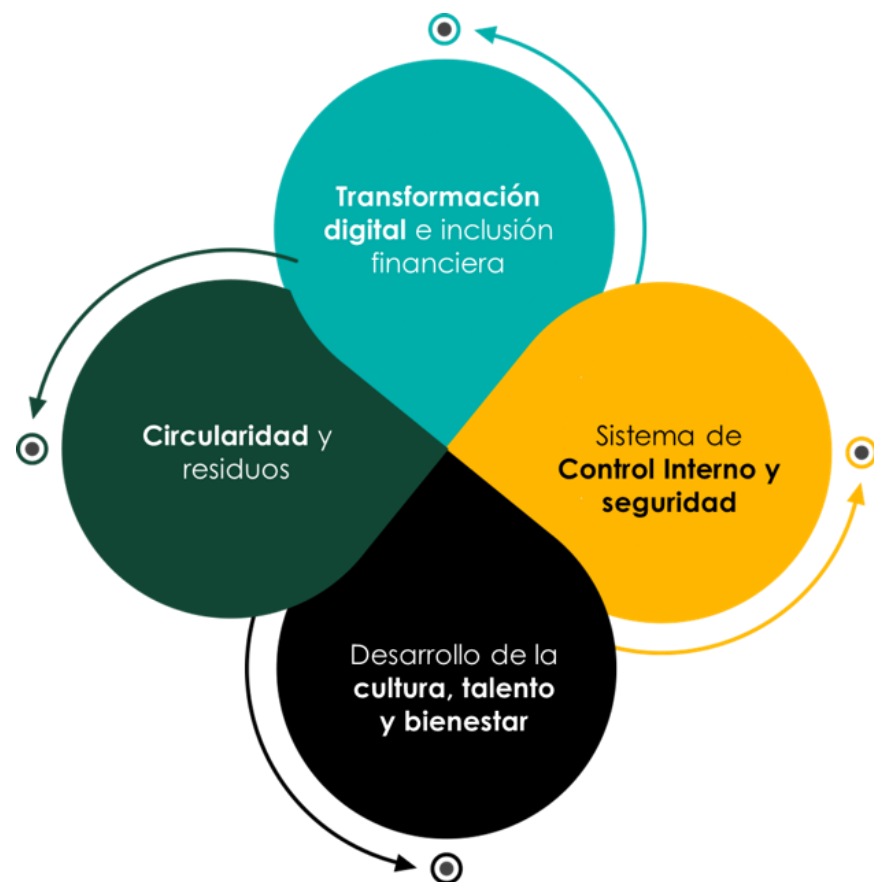 Transformación
digital e inclusión
financiera
Circularidad y
residuos
Sistema de
Control Interno y
seguridad
Desarrollo de la
cultura, talento
y bienestar